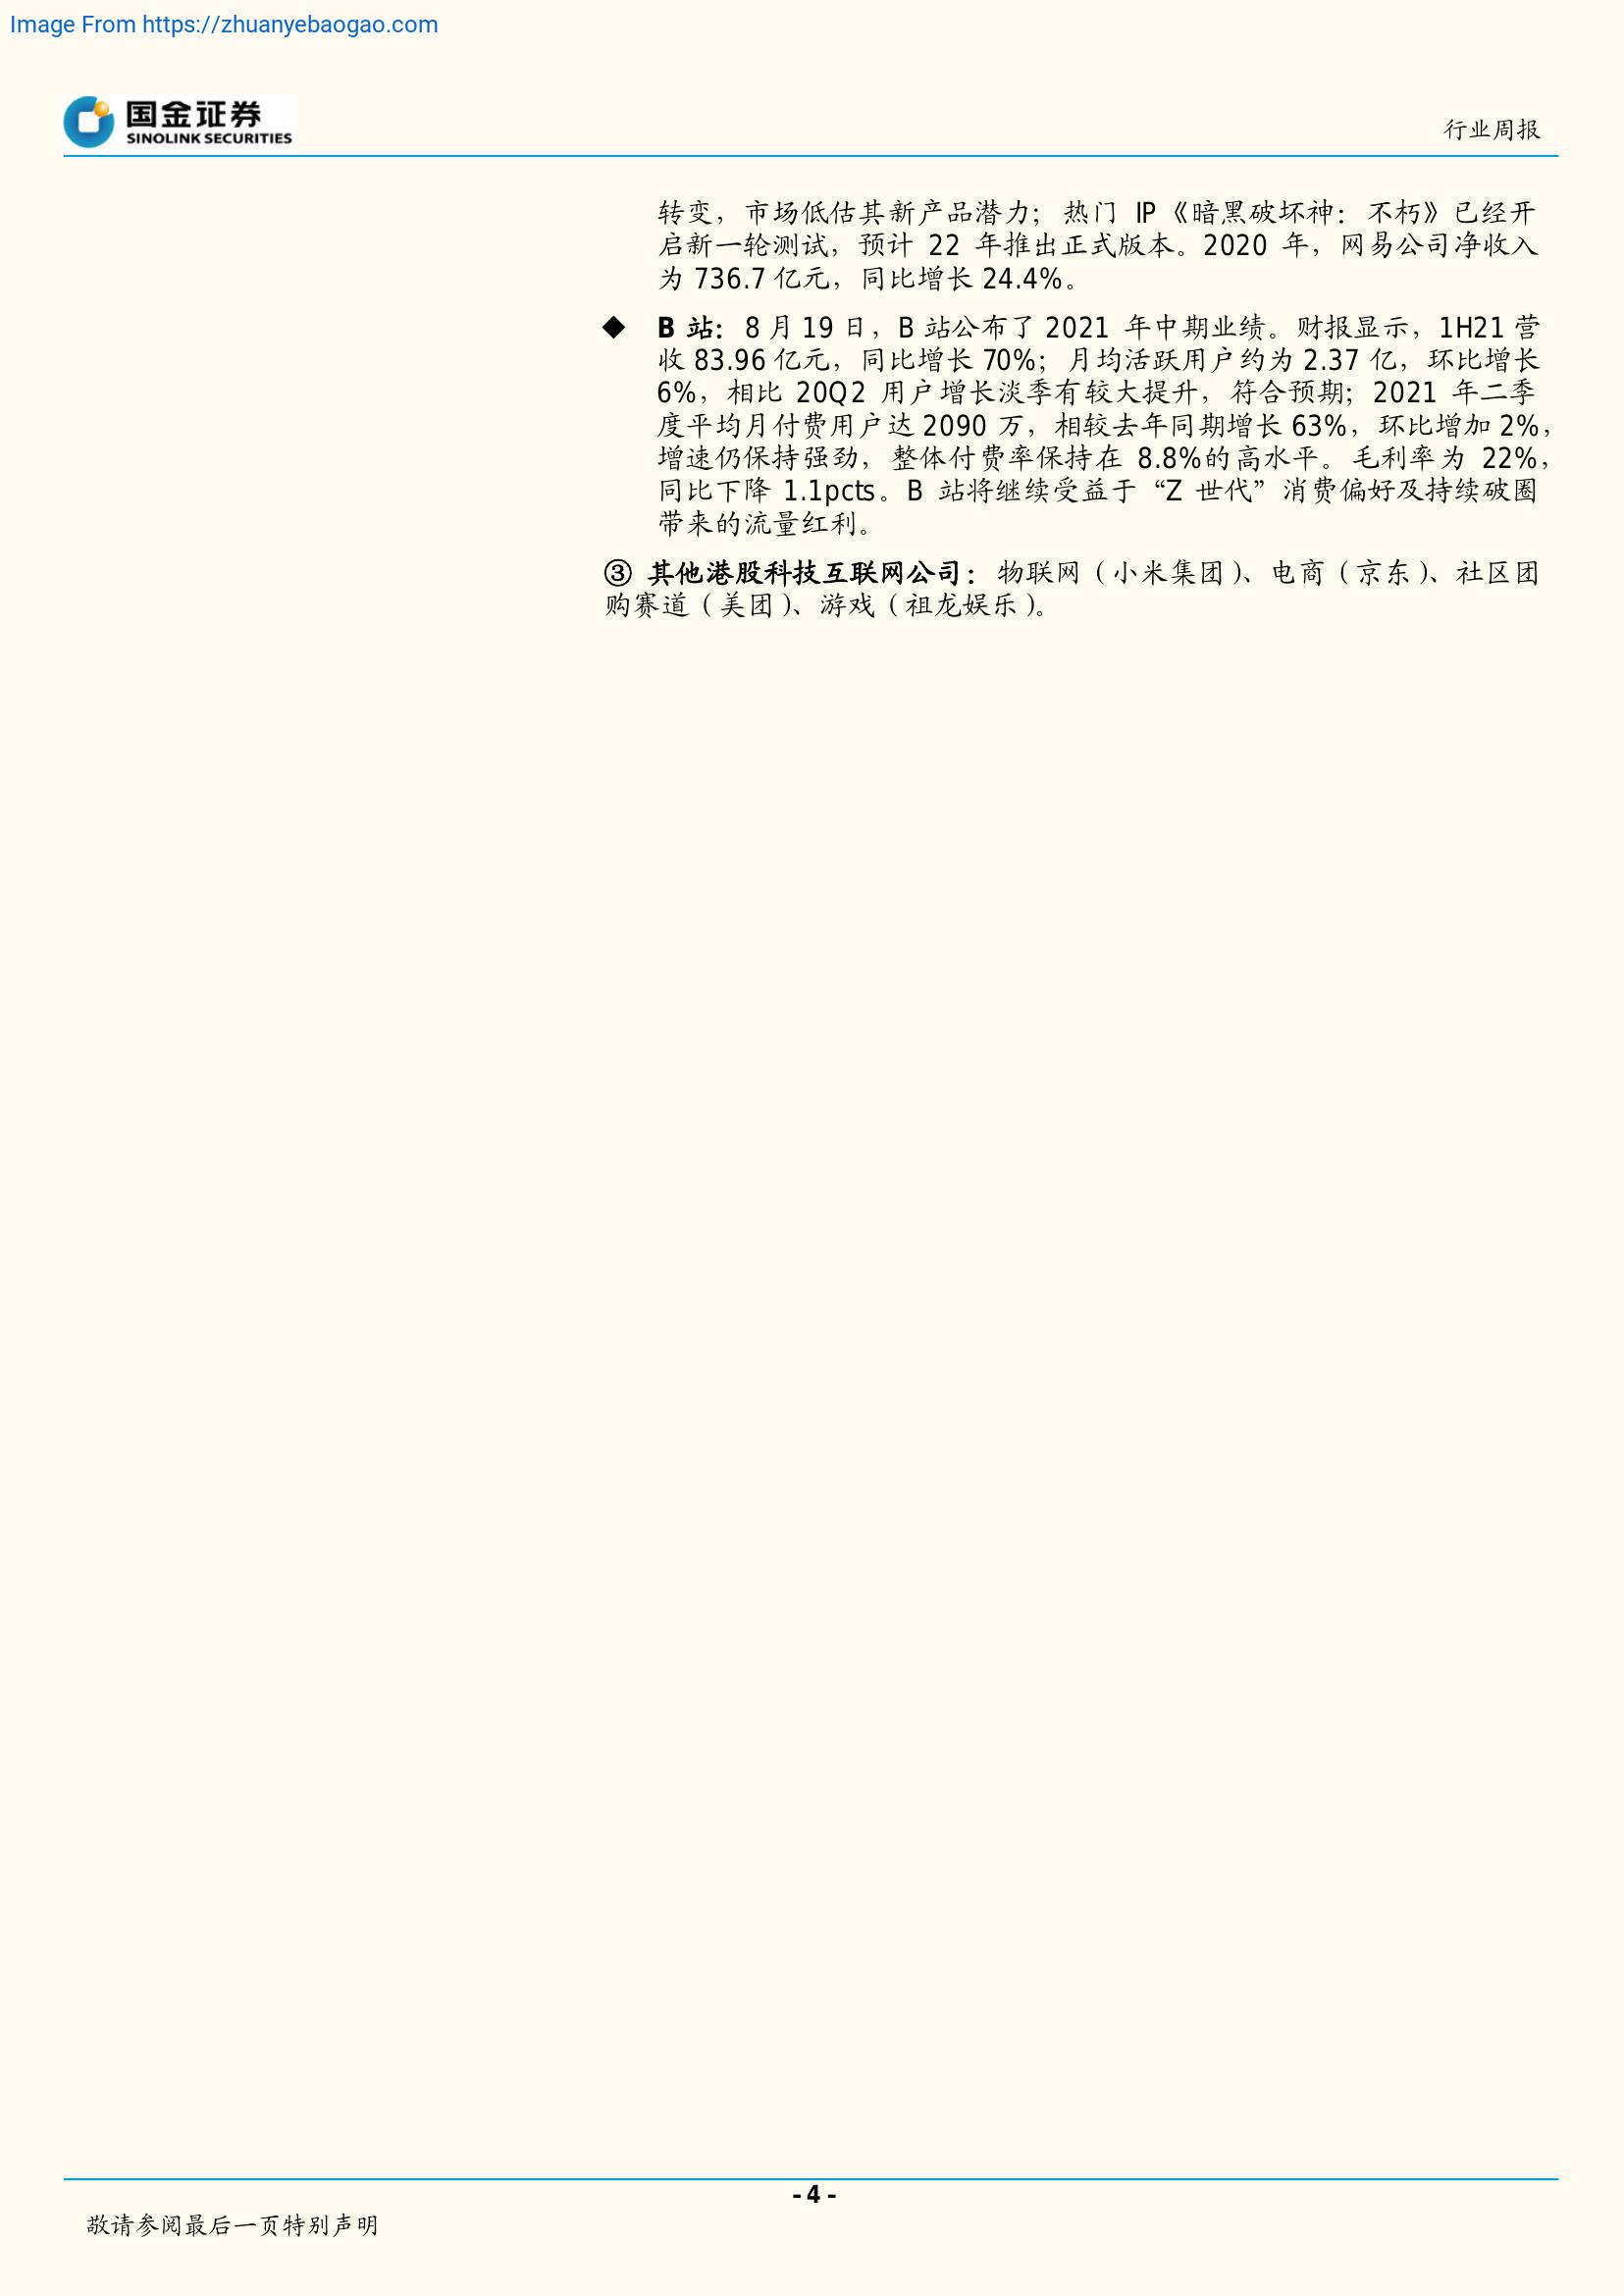 Image From https://zhuanyebaogao.com
国金证券
SINOLINK SECURITIES
行业周报
转变，市场低估其新产品潜力；热门 IP《暗黑破坏神：不朽》已经开
启新一轮测试，预计 22 年推出正式版本。2020 年，网易公司净收入
为 736.7 亿元，同比增长 24.4%。
◆ B 站：8 月 19 日，B 站公布了 2021 年中期业绩。财报显示，1H21 营
收 83.96 亿元，同比增长 70%；月均活跃用户约为 2.37 亿，环比增长
6%，相比 20Q2 用户增长淡季有较大提升，符合预期；2021 年二季
度平均月付费用户达 2090 万，相较去年同期增长 63%，环比增加 2%，
增速仍保持强劲，整体付费率保持在 8.8%的高水平。毛利率为 22%，
同比下降 1.1pcts。B 站将继续受益于“Z 世代”消费偏好及持续破圈
带来的流量红利。
③ 其他港股科技互联网公司：物联网（小米集团）、电商（京东）、社区团
购赛道（美团）、游戏（祖龙娱乐）。
- 4 -
敬请参阅最后一页特别声明